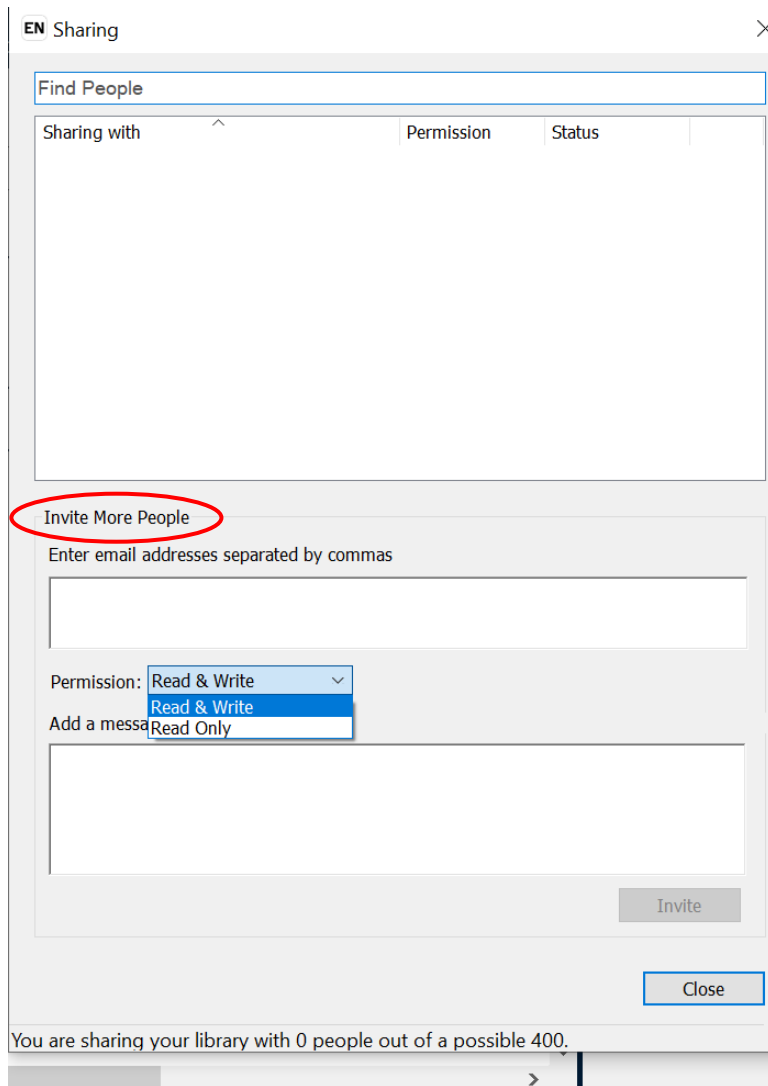 EN Sharing
Find People
Sharing with Permission Status
Invite More People
Enter email addresses separated by commas
Permission: Read & Write
Read & Write
Add a messa
Read Only
Invite
Close
You are sharing your library with 0 people out of a possible 400.